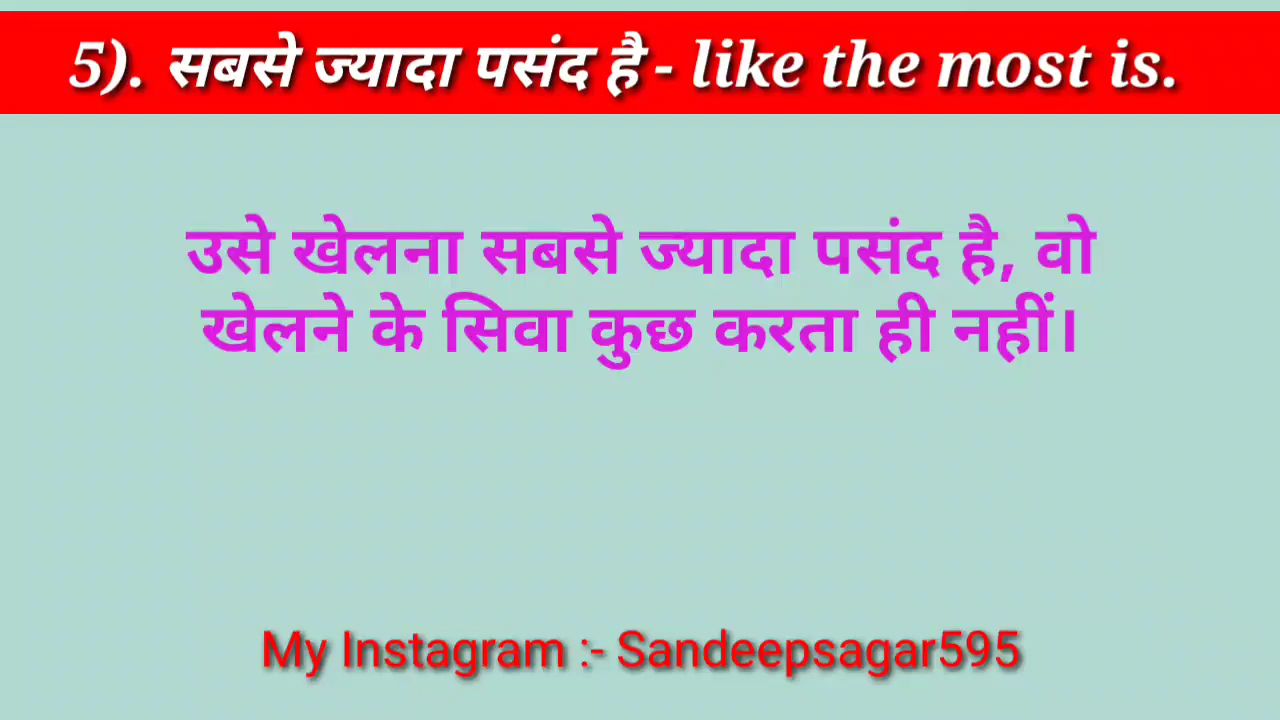 5). सबसे ज्यादा पसंद है - like the most is.
उसे खेलना सबसे ज्यादा पसंद है, वो
खेलने के सिवा कुछ करता ही नहीं।
My Instagram :- Sandeepsagar595